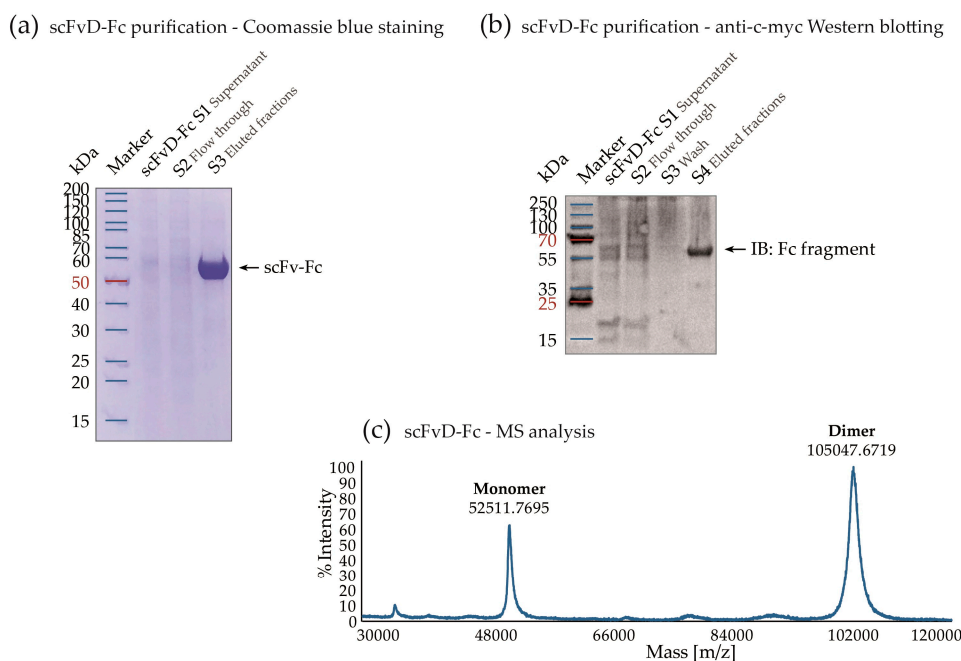 (a) scFvD-Fc purification - Coomassie blue staining
kDa
Marker
scFvD-Fc S1 Supernatant
S2 Flow through
S3 Eluted fractions
200
150
120
100
85
70
60
50
40
30
25
20
15
scFv-Fc
(b) scFvD-Fc purification - anti-c-myc Western blotting
kDa
Marker
scFvD-Fc S1 Supernatant
S2 Flow through
S3 Wash
S4 Eluted fractions
250
130
100
70
55
35
25
15
IB: Fc fragment
(c) scFvD-Fc - MS analysis
Monomer
52511.7695
Dimer
105047.6719
% Intensity
100
90
80
70
60
50
40
30
20
10
0
30000 48000 66000 84000 102000 120000
Mass [m/z]